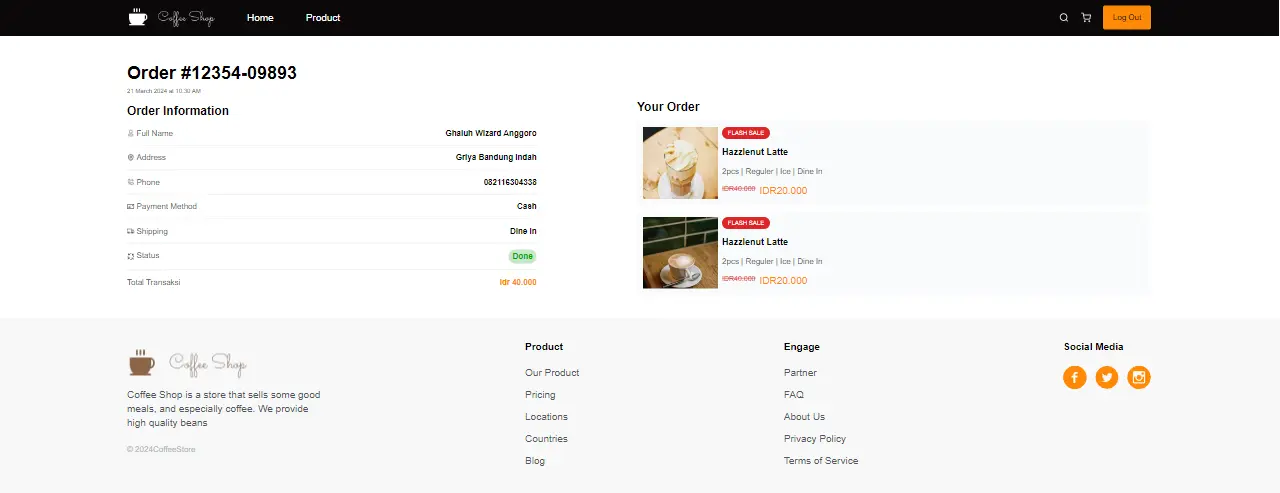 Coffee Shop
Home
Product
Log Out
Order #12354-09893
21 March 2024 at 10:30 AM
Order Information
Full Name
Ghaluh Wizard Anggoro
Address
Griya Bandung Indah
Phone
082116304338
Payment Method
Cash
Shipping
Dine In
Status
Done
Total Transaksi
Idr 40.000
Your Order
FLASH SALE
Hazzlenut Latte
2pcs | Reguler | Ice | Dine In
IDR40.000 IDR20.000
FLASH SALE
Hazzlenut Latte
2pcs | Reguler | Ice | Dine In
IDR40.000 IDR20.000
Coffee Shop
Coffee Shop is a store that sells some good
meals, and especially coffee. We provide
high quality beans
© 2024CoffeeStore
Product
Our Product
Pricing
Locations
Countries
Blog
Engage
Partner
FAQ
About Us
Privacy Policy
Terms of Service
Social Media